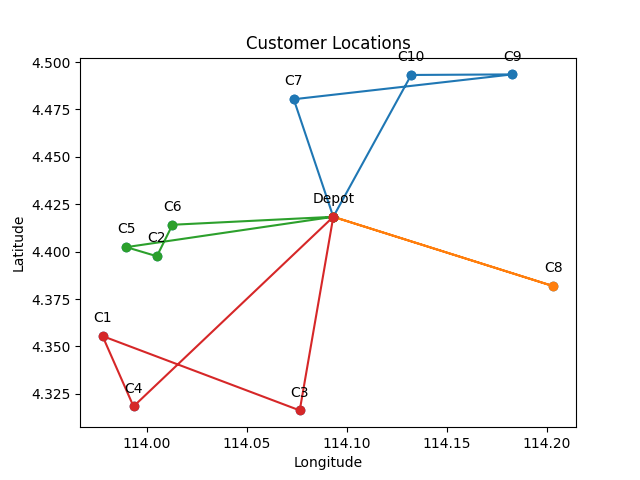 Customer Locations
4.500
4.475
4.450
4.425
4.400
4.375
4.350
4.325
Latitude
C10
C9
C7
Depot
C6
C5
C2
C8
C1
C4
C3
114.00
114.05
114.10
114.15
114.20
Longitude